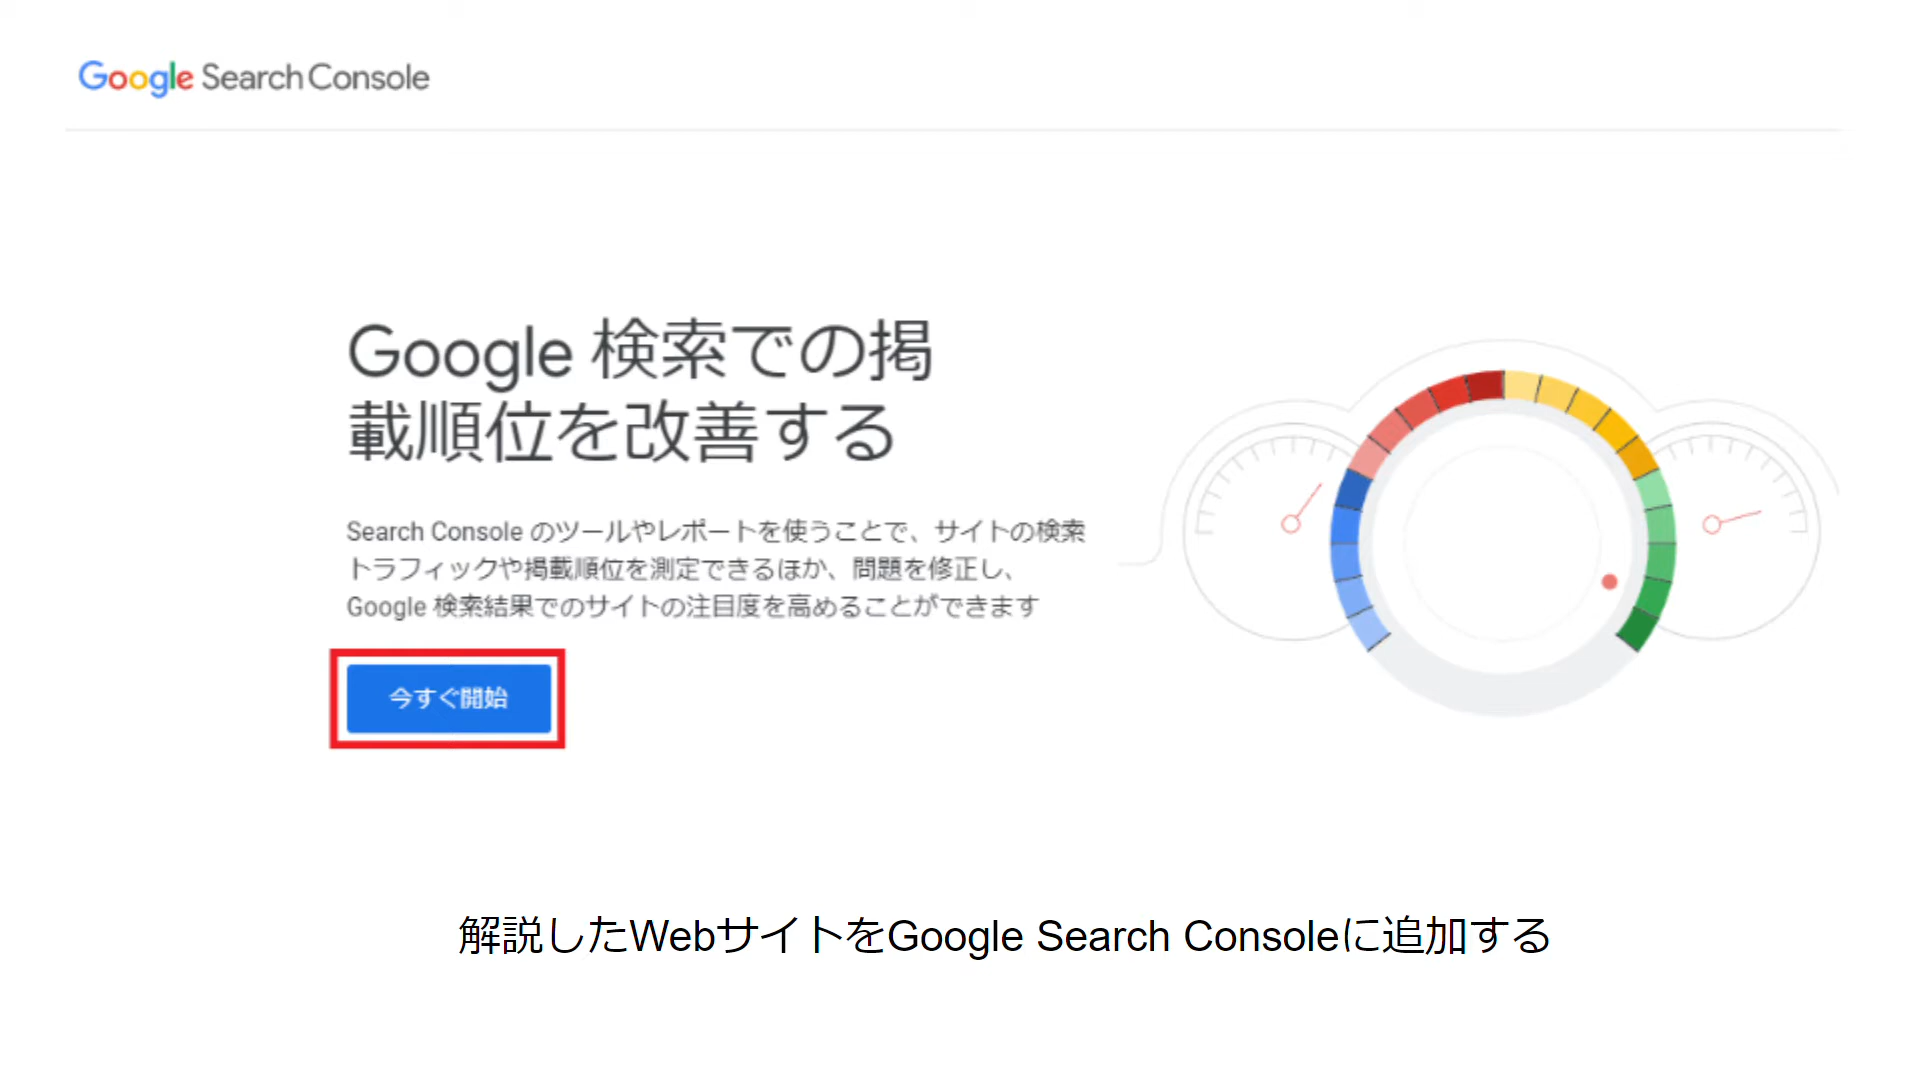 Google Search Console
Google 検索での掲
載順位を改善する
Search Console のツールやレポートを使うことで、サイトの検索
トラフィックや掲載順位を測定できるほか、問題を修正し、
Google 検索結果でのサイトの注目度を高めることができます
今すぐ開始
解説したWebサイトをGoogle Search Consoleに追加する